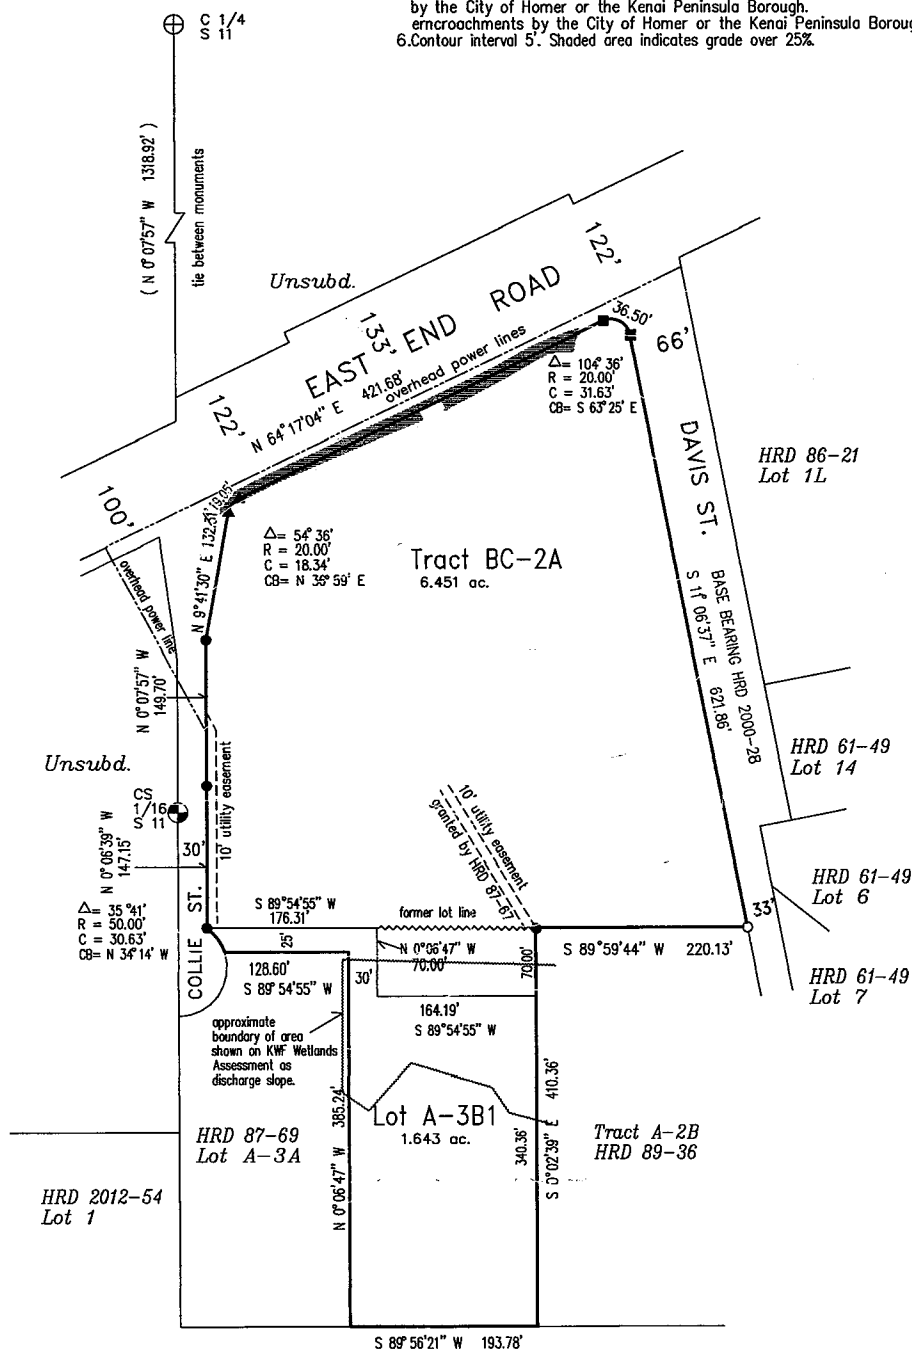 by the City of Homer or the Kenai Peninsula Borough.
erncroachments by the City of Homer or the Kenai Peninsula Boroug
6.Contour interval 5'. Shaded area indicates grade over 25%.
C 1/4
S 11
( N 0°07'57" W 1318.92' )
tie between monuments
Unsubd.
122'
133'
EAST END ROAD
overhead power lines
36.50'
66'
Δ= 104°36'
R = 20.00'
C = 31.63'
CB= S 63°25' E
122'
N 64°17'04" E 421.68'
DAVIS ST.
HRD 86-21
Lot 1L
100'
19.05'
N 9°41'30" E 132.31'
Δ= 54°36'
R = 20.00'
C = 18.34'
CB= N 36°59' E
Tract BC-2A
6.451 ac.
overhead power line
BASE BEARING HRD 2000-28
S 11°06'37" E 621.86'
N 0°07'57" W
149.70'
HRD 61-49
Lot 14
Unsubd.
CS
1/16
S 11
10' utility easement
10' utility easement
granted by HRD 87-67
N 0°06'39" W
147.15'
30'
HRD 61-49
Lot 6
Δ= 35°41'
R = 50.00'
C = 30.63'
CB= N 34°14' W
COLLIE ST.
S 89°54'55" W
176.31'
former lot line
33'
25'
N 0°06'47" W
70.00'
70.00'
S 89°59'44" W 220.13'
128.60'
S 89°54'55" W
30'
HRD 61-49
Lot 7
164.19'
S 89°54'55" W
approximate
boundary of area
shown on KWF Wetlands
Assessment as
discharge slope.
N 0°06'47" W 385.24'
Lot A-3B1
1.643 ac.
340.36'
S 0°02'39" E 410.36'
HRD 87-69
Lot A-3A
Tract A-2B
HRD 89-36
HRD 2012-54
Lot 1
S 89°56'21" W 193.78'